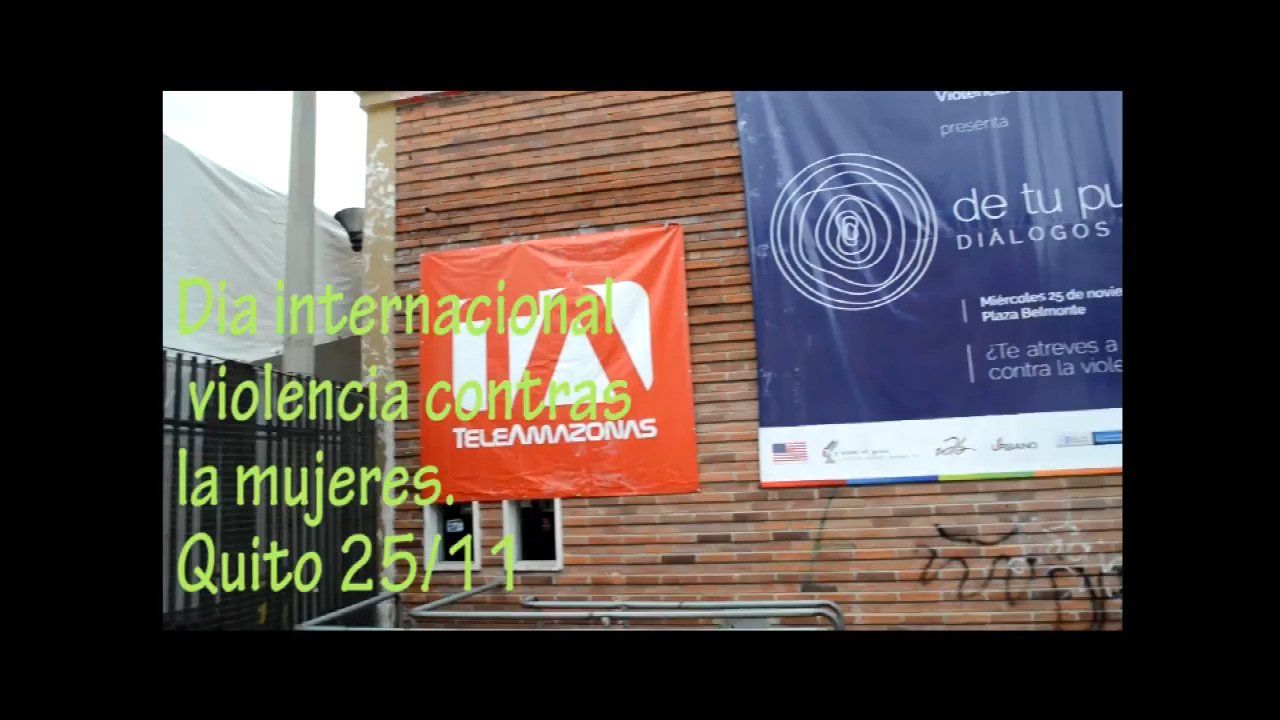 Dia internacional
violencia contras
la mujeres.
Quito 25/11
TELEAMAZONAS
presenta
de tu pu
DIÁLOGOS
Miércoles 25 de novie
Plaza Belmonte
¿Te atreves a
contra la viole
URBANO